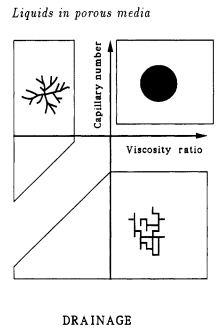 Liquids in porous media
Capillary number
Viscosity ratio
DRAINAGE